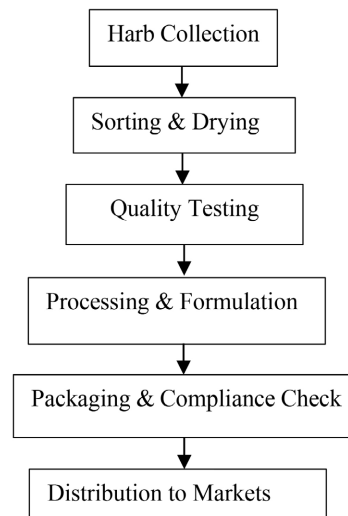 Harb Collection
Sorting & Drying
Quality Testing
Processing & Formulation
Packaging & Compliance Check
Distribution to Markets